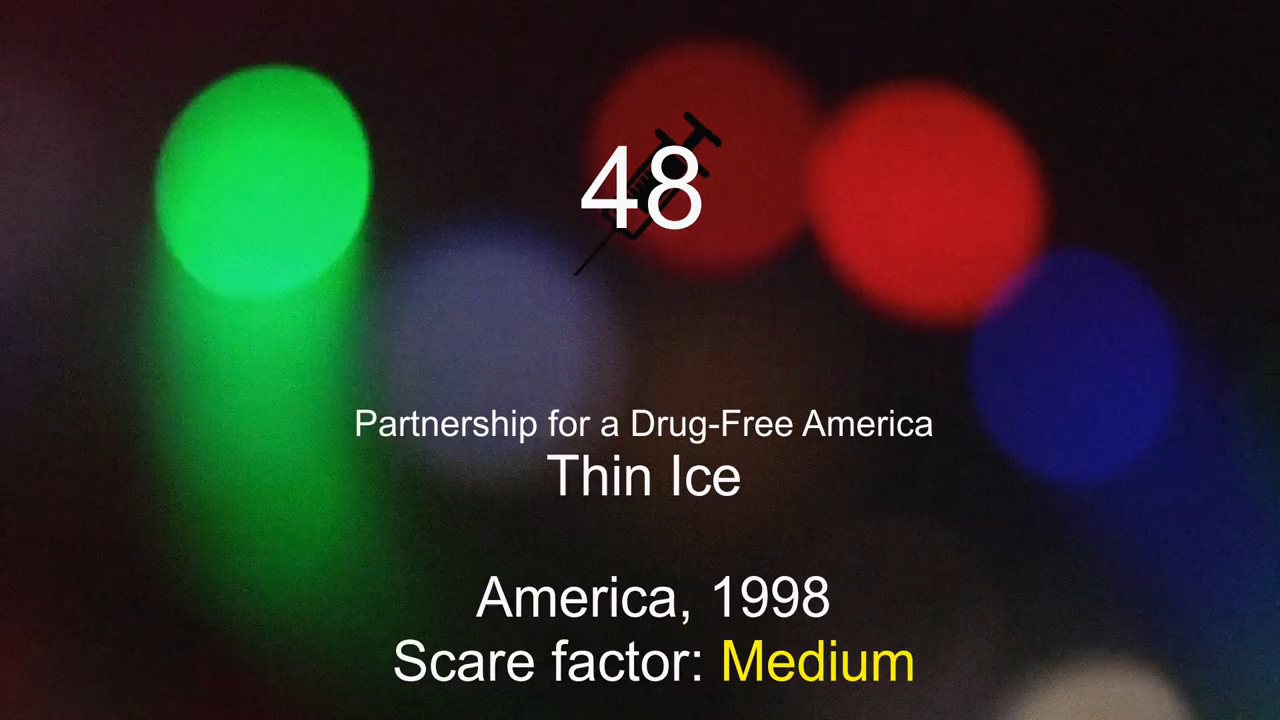 48
Partnership for a Drug-Free America
Thin Ice
America, 1998
Scare factor: Medium